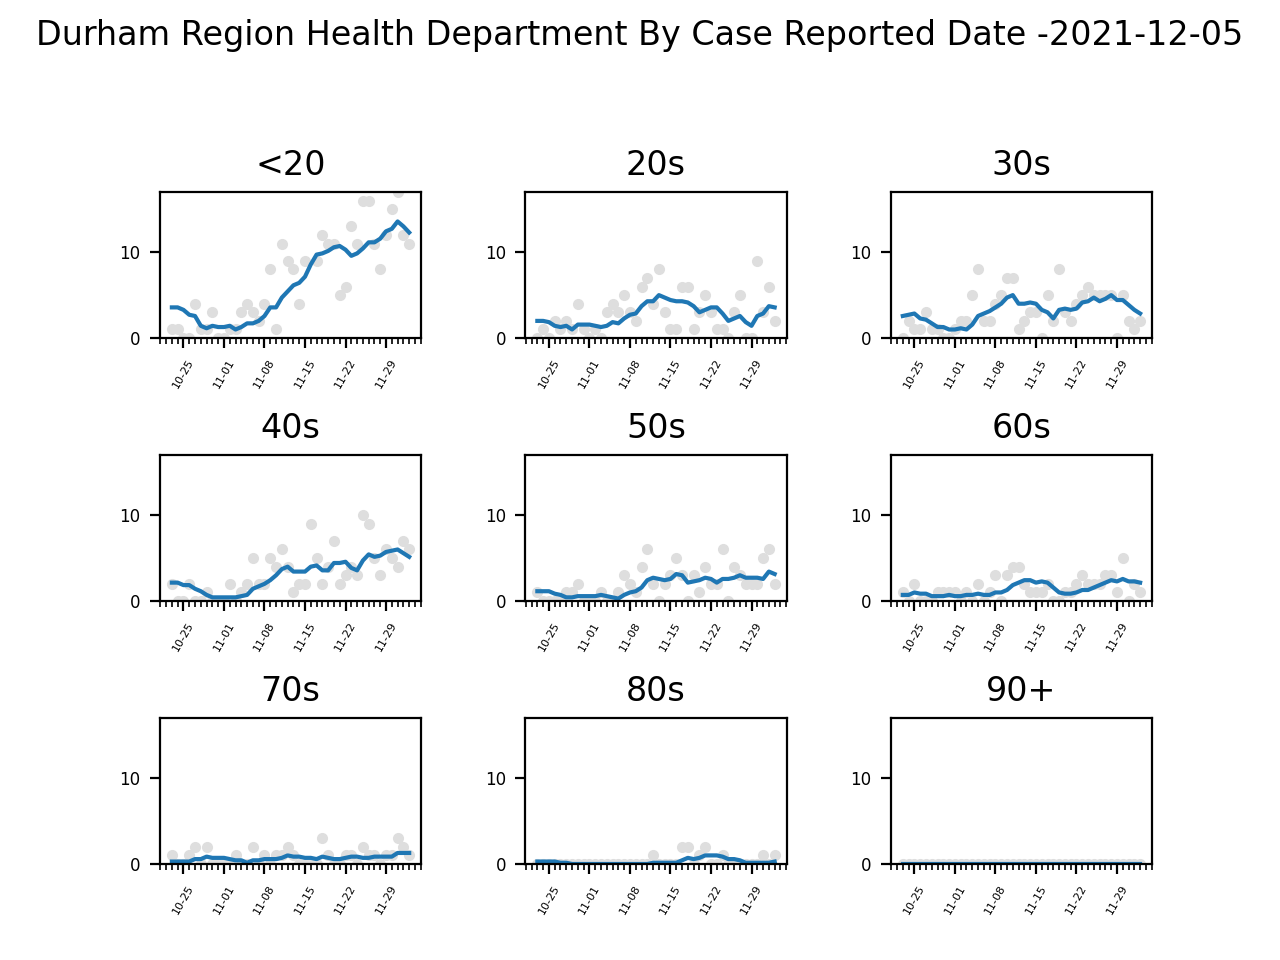 Durham Region Health Department By Case Reported Date -2021-12-05
<20 20s 30s
10 10 10
0 0 0
10-25 11-01 11-08 11-15 11-22 11-29 10-25 11-01 11-08 11-15 11-22 11-29 10-25 11-01 11-08 11-15 11-22 11-29
40s 50s 60s
10 10 10
0 0 0
10-25 11-01 11-08 11-15 11-22 11-29 10-25 11-01 11-08 11-15 11-22 11-29 10-25 11-01 11-08 11-15 11-22 11-29
70s 80s 90+
10 10 10
0 0 0
10-25 11-01 11-08 11-15 11-22 11-29 10-25 11-01 11-08 11-15 11-22 11-29 10-25 11-01 11-08 11-15 11-22 11-29